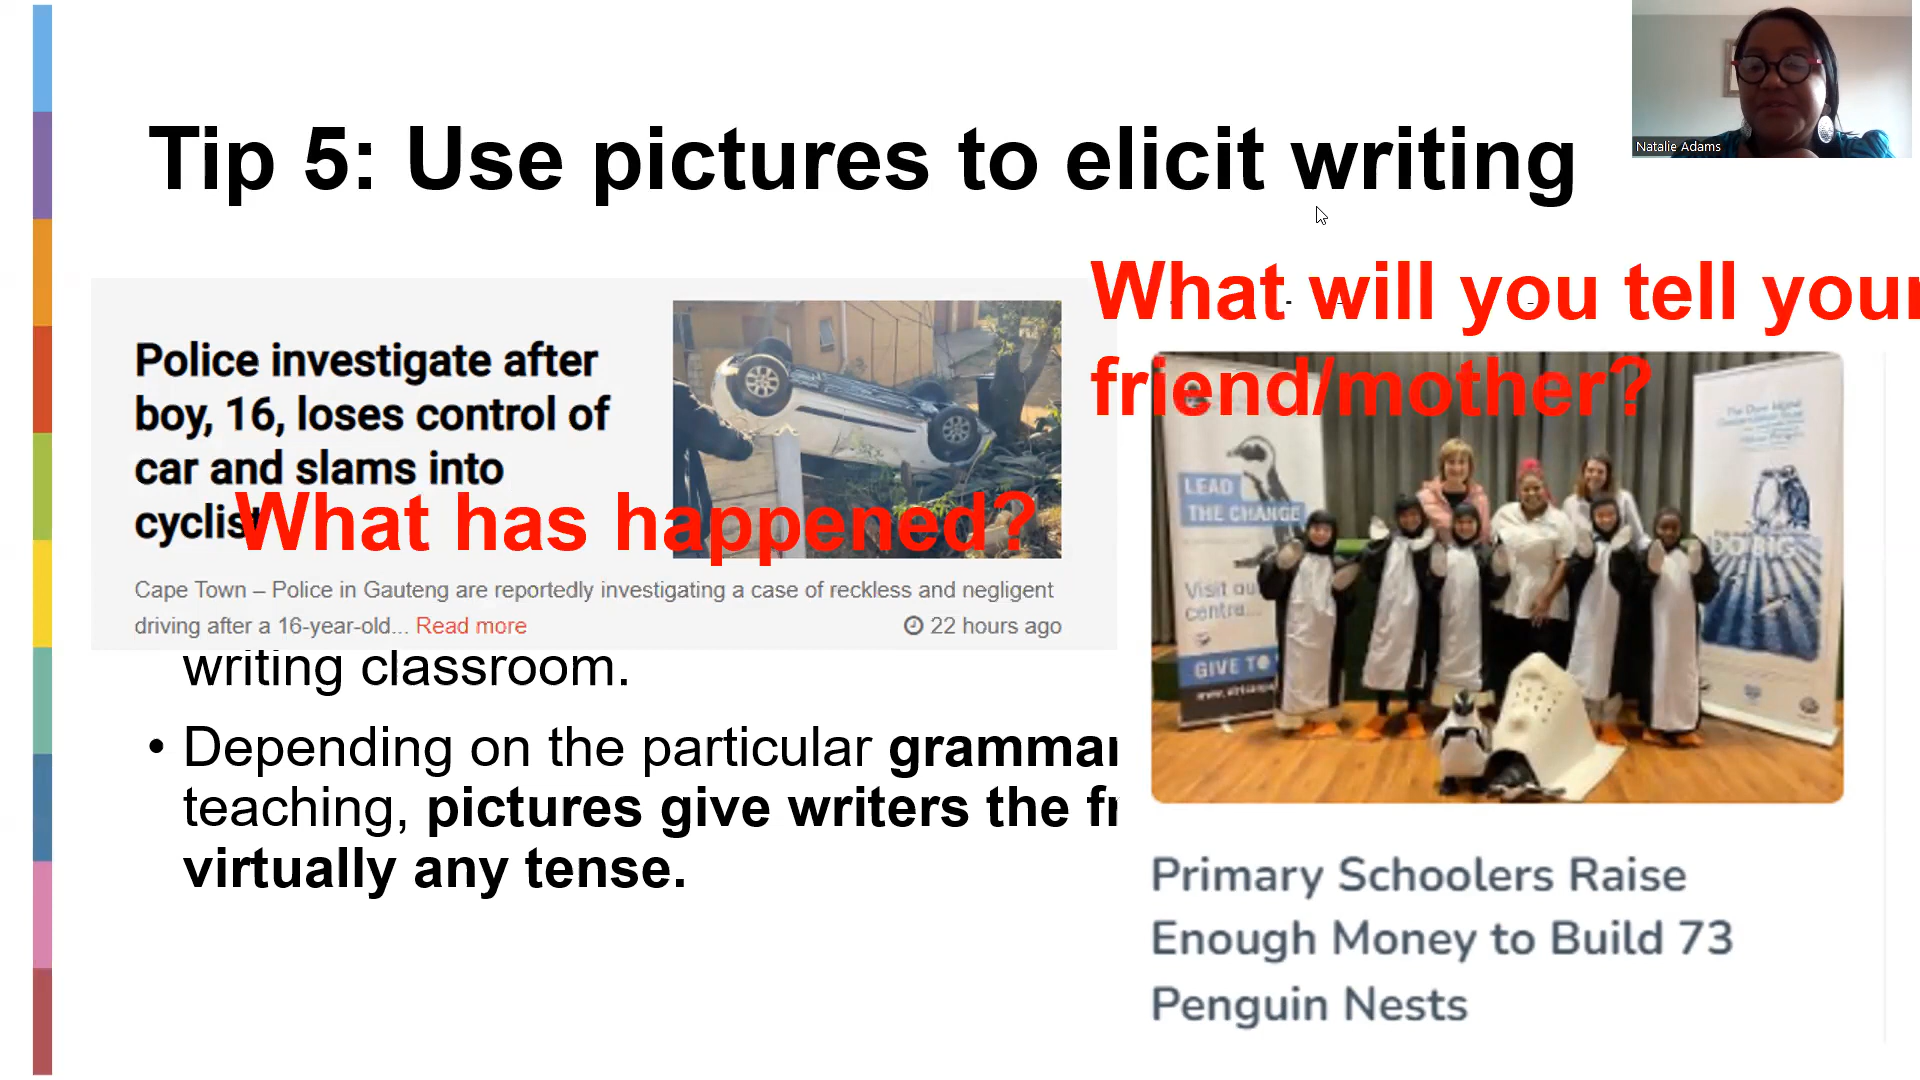 Natalie Adams
Tip 5: Use pictures to elicit writing
What will you tell your
friend/mother?
Police investigate after
boy, 16, loses control of
car and slams into
cyclist
What has happened?
Cape Town – Police in Gauteng are reportedly investigating a case of reckless and negligent
driving after a 16-year-old... Read more
22 hours ago
writing classroom.
• Depending on the particular grammar
teaching, pictures give writers the fr
virtually any tense.
LEAD
THE CHANGE
Visit our
centre...
GIVE TO
DO BIG
Primary Schoolers Raise
Enough Money to Build 73
Penguin Nests